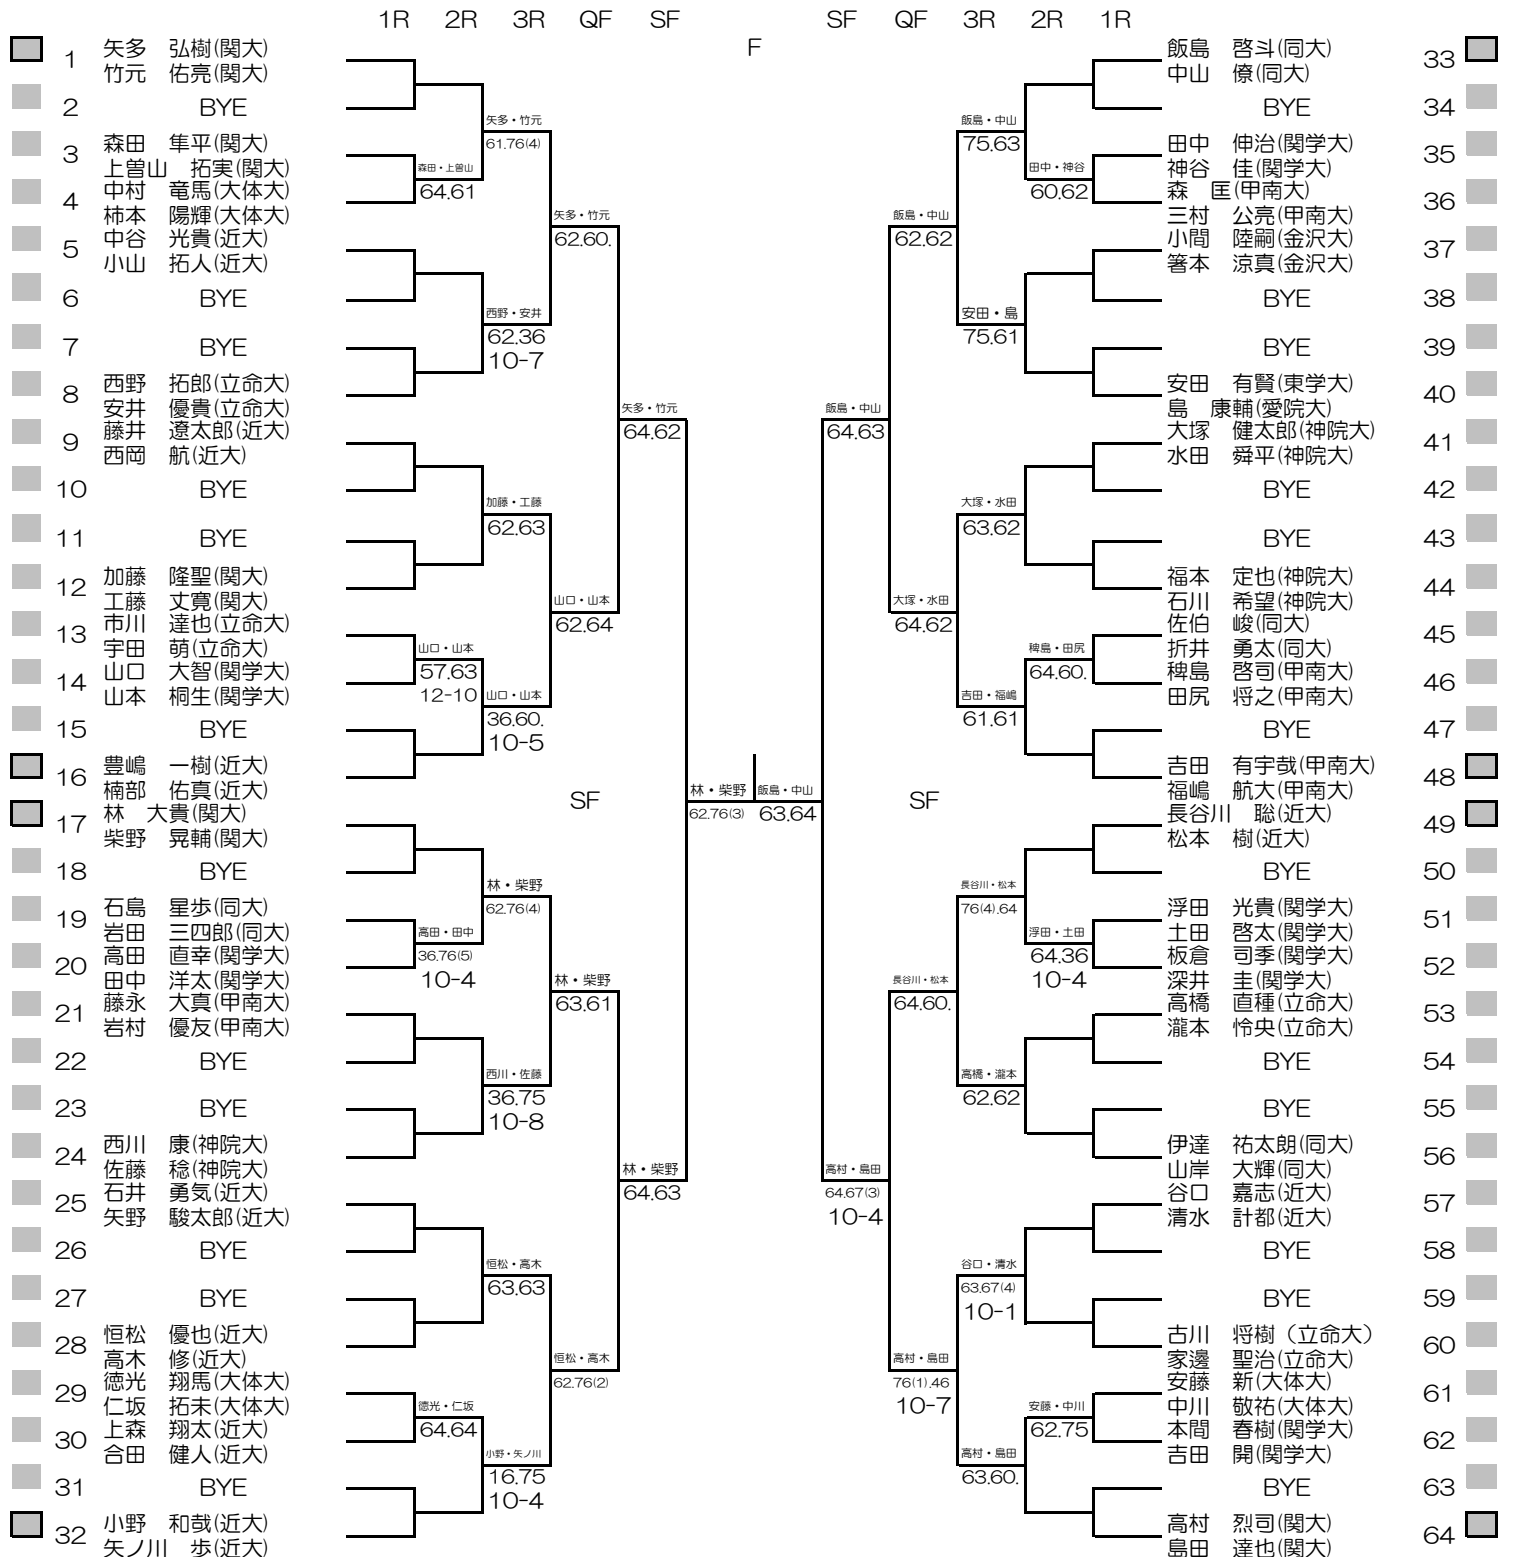 1R 2R 3R QF SF SF QF 3R 2R 1R
F
1 矢多 弘樹(関大)
竹元 佑亮(関大)
2 BYE
3 森田 隼平(関大)
上曽山 拓実(関大)
4 中村 竜馬(大体大)
柿本 陽輝(大体大)
5 中谷 光貴(近大)
小山 拓人(近大)
6 BYE
7 BYE
8 西野 拓郎(立命大)
安井 優貴(立命大)
9 藤井 遼太郎(近大)
西岡 航(近大)
10 BYE
11 BYE
12 加藤 隆聖(関大)
工藤 丈寛(関大)
13 市川 達也(立命大)
宇田 萌(立命大)
14 山口 大智(関学大)
山本 桐生(関学大)
15 BYE
16 豊嶋 一樹(近大)
楠部 佑真(近大)
17 林 大貴(関大)
柴野 晃輔(関大)
18 BYE
19 石島 星歩(同大)
岩田 三四郎(同大)
20 高田 直幸(関学大)
田中 洋太(関学大)
21 藤永 大真(甲南大)
岩村 優友(甲南大)
22 BYE
23 BYE
24 西川 康(神院大)
佐藤 稔(神院大)
25 石井 勇気(近大)
矢野 駿太郎(近大)
26 BYE
27 BYE
28 恒松 優也(近大)
高木 修(近大)
29 徳光 翔馬(大体大)
仁坂 拓未(大体大)
30 上森 翔太(近大)
合田 健人(近大)
31 BYE
32 小野 和哉(近大)
矢ノ川 歩(近大)
森田・上曽山
64.61
山口・山本
57.63
12-10
高田・田中
36.76(5)
10-4
徳光・仁坂
64.64
矢多・竹元
61.76(4)
西野・安井
62.36
10-7
加藤・工藤
62.63
山口・山本
36.60.
10-5
林・柴野
62.76(4)
西川・佐藤
36.75
10-8
恒松・高木
63.63
小野・矢ノ川
16.75
10-4
矢多・竹元
62.60.
山口・山本
62.64
林・柴野
63.61
恒松・高木
62.76(2)
矢多・竹元
64.62
林・柴野
64.63
SF
林・柴野
62.76(3)
飯島・中山
63.64
SF
飯島・中山
64.63
高村・島田
64.67(3)
10-4
飯島・中山
62.62
大塚・水田
64.62
長谷川・松本
64.60.
高村・島田
76(1).46
10-7
飯島・中山
75.63
安田・島
75.61
大塚・水田
63.62
吉田・福嶋
61.61
長谷川・松本
76(4).64
高橋・瀧本
62.62
谷口・清水
63.67(4)
10-1
高村・島田
63.60.
田中・神谷
60.62
稗島・田尻
64.60.
浮田・土田
64.36
10-4
安藤・中川
62.75
飯島 啓斗(同大) 33
中山 僚(同大)
BYE 34
田中 伸治(関学大) 35
神谷 佳(関学大)
森 匡(甲南大) 36
三村 公亮(甲南大)
小間 陸嗣(金沢大) 37
箸本 涼真(金沢大)
BYE 38
BYE 39
安田 有賢(東学大) 40
島 康輔(愛院大)
大塚 健太郎(神院大) 41
水田 舜平(神院大)
BYE 42
BYE 43
福本 定也(神院大) 44
石川 希望(神院大)
佐伯 峻(同大) 45
折井 勇太(同大)
稗島 啓司(甲南大) 46
田尻 将之(甲南大)
BYE 47
吉田 有宇哉(甲南大) 48
福嶋 航大(甲南大)
長谷川 聡(近大) 49
松本 樹(近大)
BYE 50
浮田 光貴(関学大) 51
土田 啓太(関学大)
板倉 司季(関学大) 52
深井 圭(関学大)
高橋 直種(立命大) 53
瀧本 怜央(立命大)
BYE 54
BYE 55
伊達 祐太朗(同大) 56
山岸 大輝(同大)
谷口 嘉志(近大) 57
清水 計都(近大)
BYE 58
BYE 59
古川 将樹（立命大） 60
家邊 聖治(立命大)
安藤 新(大体大) 61
中川 敬祐(大体大)
本間 春樹(関学大) 62
吉田 開(関学大)
BYE 63
高村 烈司(関大) 64
島田 達也(関大)